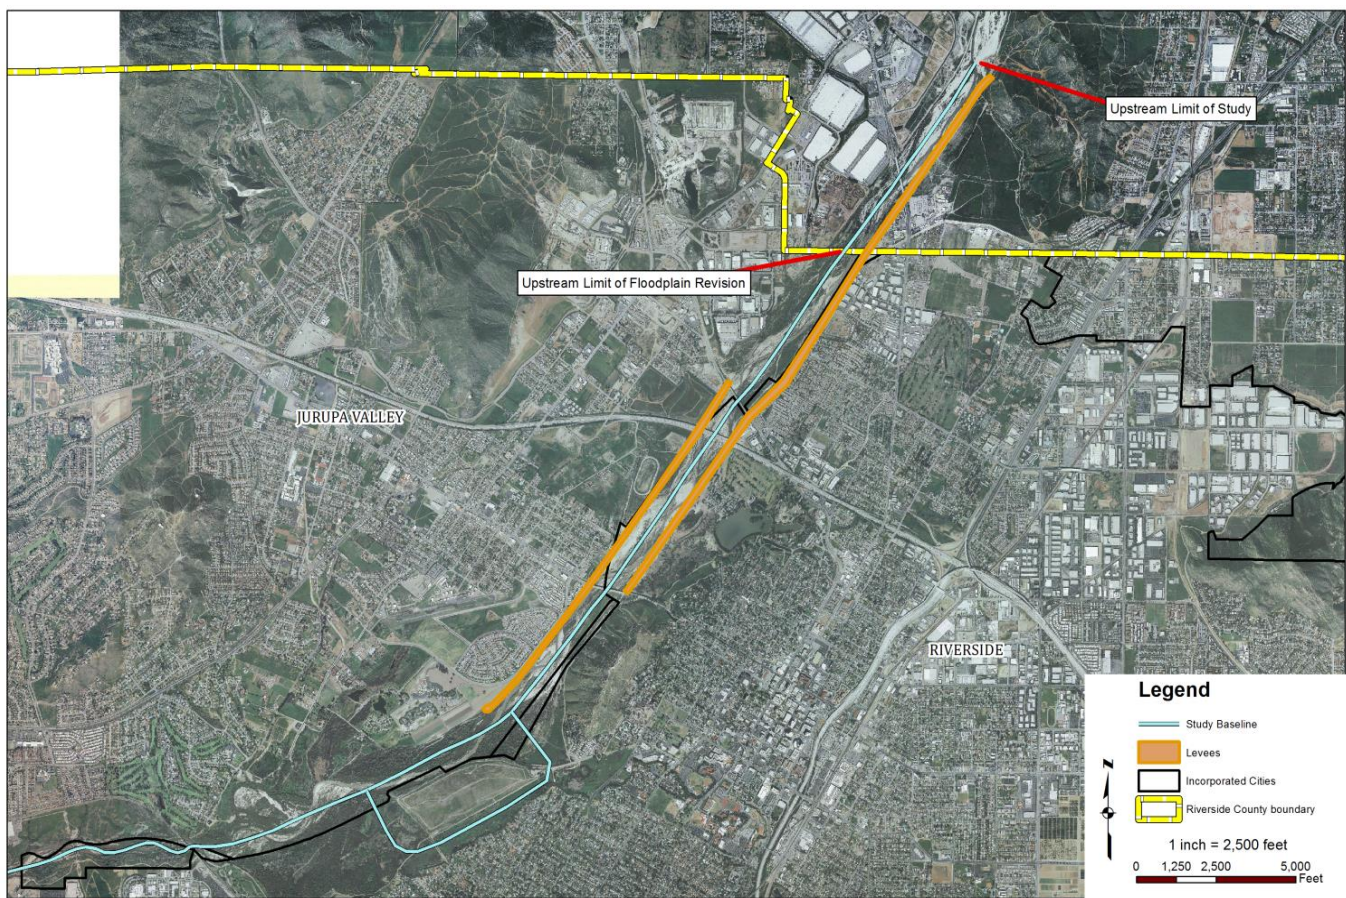 Upstream Limit of Study
Upstream Limit of Floodplain Revision
JURUPA VALLEY
RIVERSIDE
Legend
Study Baseline
Levees
Incorporated Cities
Riverside County boundary
1 inch = 2,500 feet
0 1,250 2,500 5,000
Feet
N